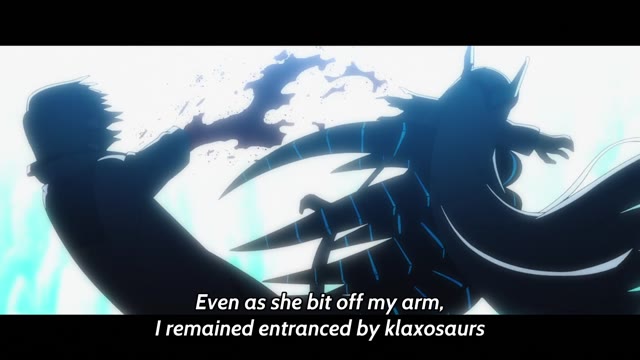 Even as she bit off my arm,
I remained entranced by klaxosaurs